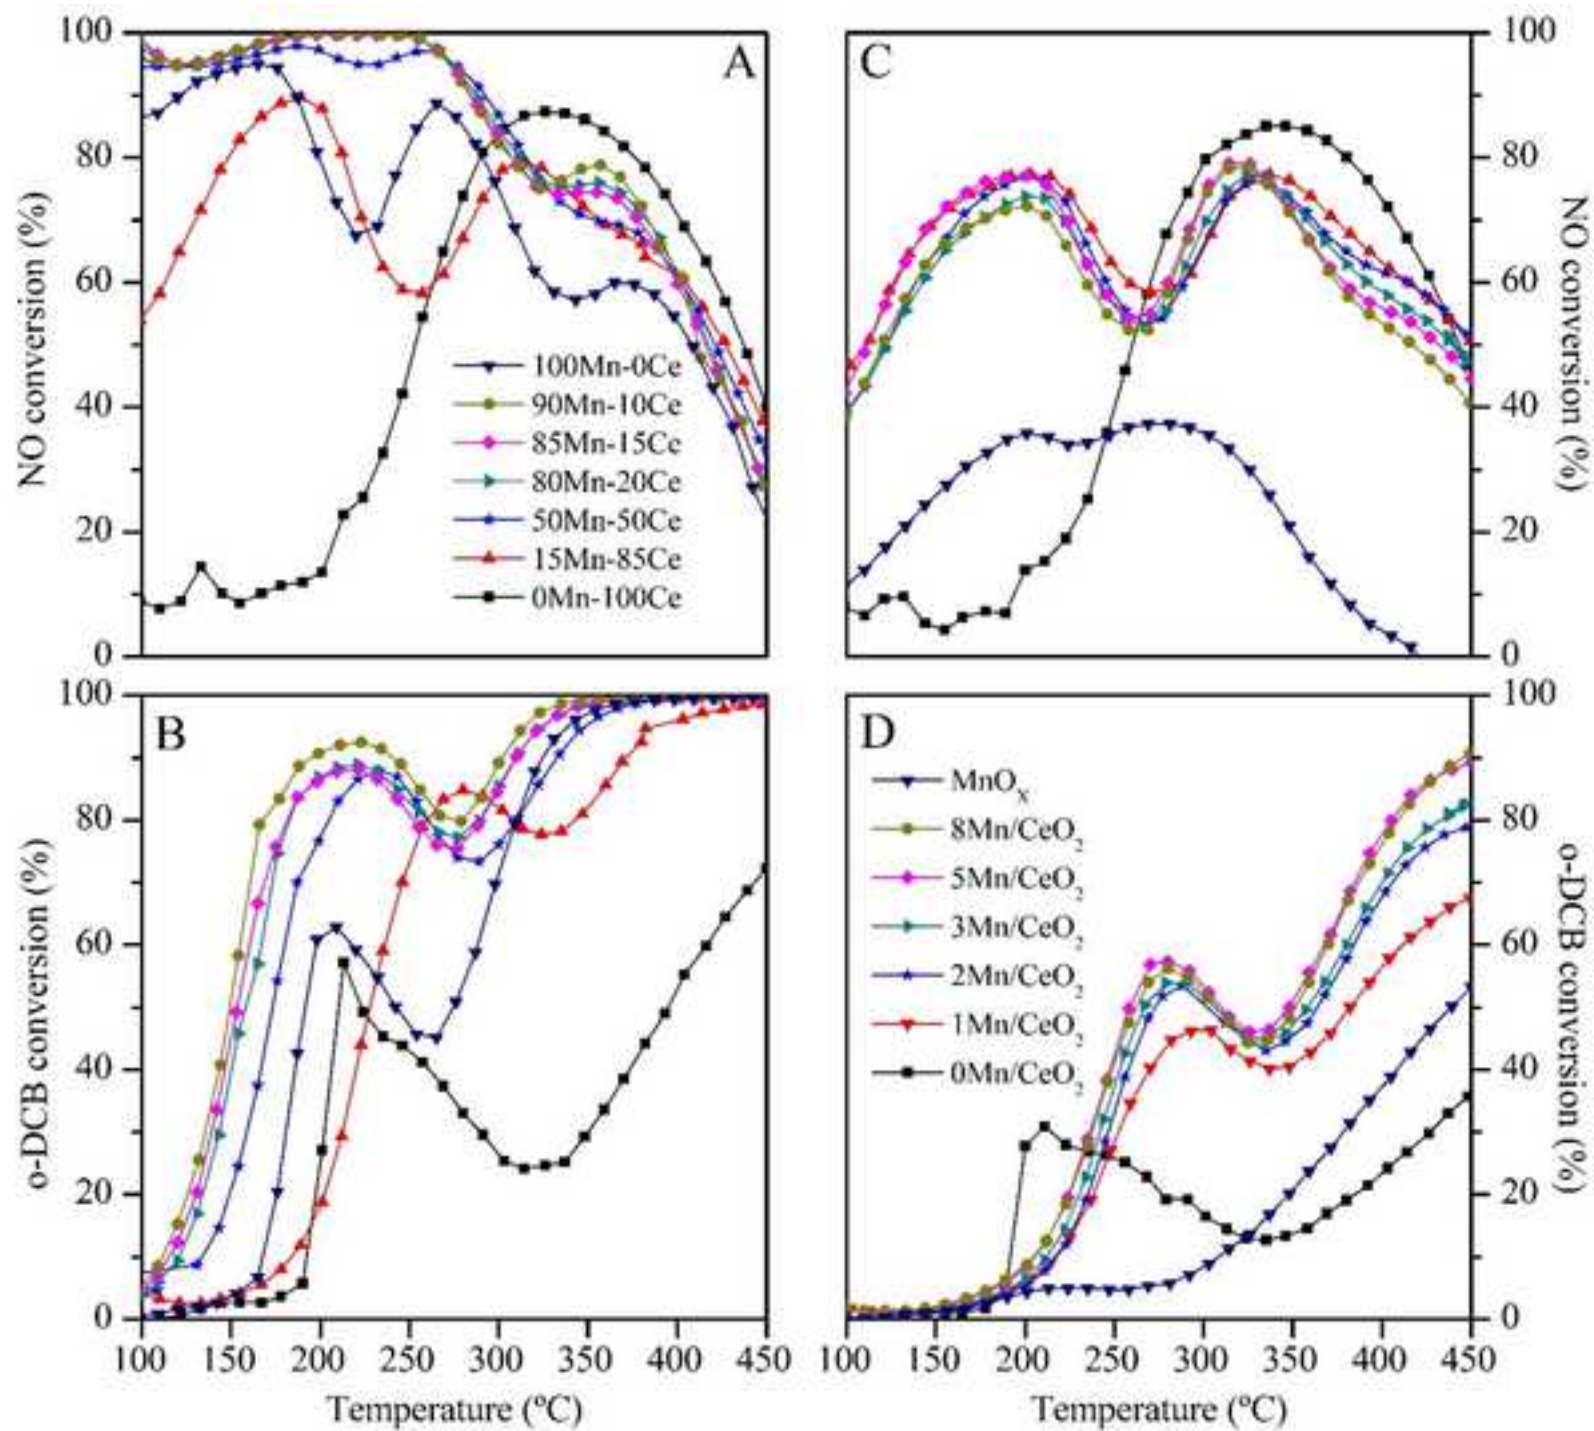 A
NO conversion (%)
100
80
60
40
20
0
100Mn-0Ce
90Mn-10Ce
85Mn-15Ce
80Mn-20Ce
50Mn-50Ce
15Mn-85Ce
0Mn-100Ce
C
NO conversion (%)
100
80
60
40
20
0
B
o-DCB conversion (%)
100
80
60
40
20
0
100 150 200 250 300 350 400 450
Temperature (ºC)
D
o-DCB conversion (%)
100
80
60
40
20
0
MnOₓ
8Mn/CeO₂
5Mn/CeO₂
3Mn/CeO₂
2Mn/CeO₂
1Mn/CeO₂
0Mn/CeO₂
100 150 200 250 300 350 400 450
Temperature (ºC)